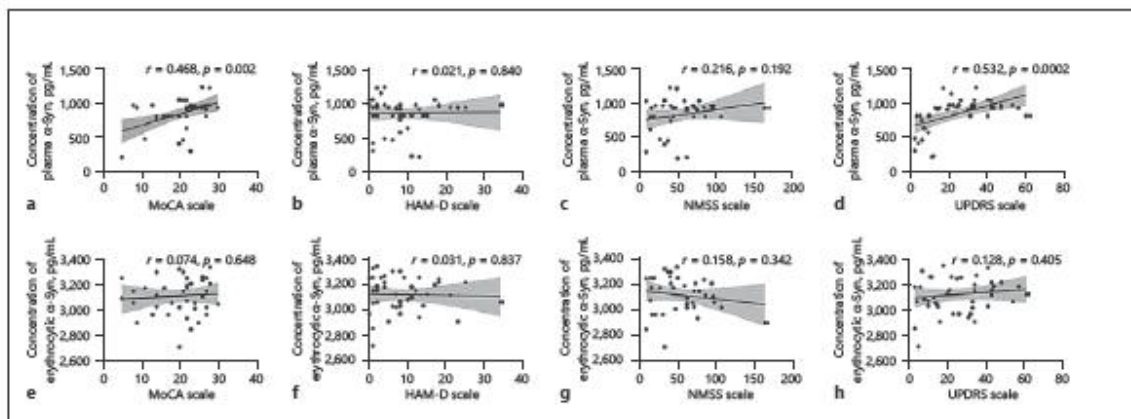 r = 0.468, p = 0.002
Concentration of
plasma α-Syn, pg/mL
1,500
1,000
500
0
0
10
20
30
40
MoCA scale
a
r = 0.021, p = 0.840
Concentration of
plasma α-Syn, pg/mL
1,500
1,000
500
0
0
10
20
30
40
HAM-D scale
b
r = 0.216, p = 0.192
Concentration of
plasma α-Syn, pg/mL
1,500
1,000
500
0
0
50
100
150
200
NMSS scale
c
r = 0.532, p = 0.0002
Concentration of
plasma α-Syn, pg/mL
1,500
1,000
500
0
0
20
40
60
80
UPDRS scale
d
r = 0.074, p = 0.648
Concentration of
erythrocytic α-Syn, pg/mL
3,400
3,200
3,000
2,800
2,600
0
10
20
30
40
MoCA scale
e
r = 0.031, p = 0.837
Concentration of
erythrocytic α-Syn, pg/mL
3,400
3,200
3,000
2,800
2,600
0
10
20
30
40
HAM-D scale
f
r = 0.158, p = 0.342
Concentration of
erythrocytic α-Syn, pg/mL
3,400
3,200
3,000
2,800
2,600
0
50
100
150
200
NMSS scale
g
r = 0.128, p = 0.405
Concentration of
erythrocytic α-Syn, pg/mL
3,400
3,200
3,000
2,800
2,600
0
20
40
60
80
UPDRS scale
h